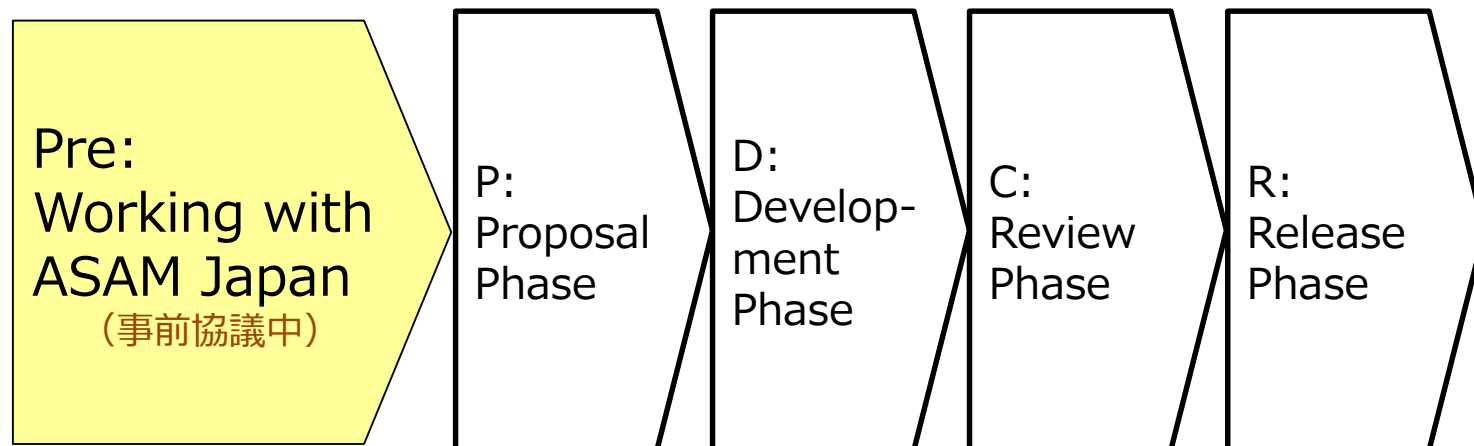 Pre:
Working with
ASAM Japan
（事前協議中）
P:
Proposal
Phase
D:
Develop-
ment
Phase
C:
Review
Phase
R:
Release
Phase